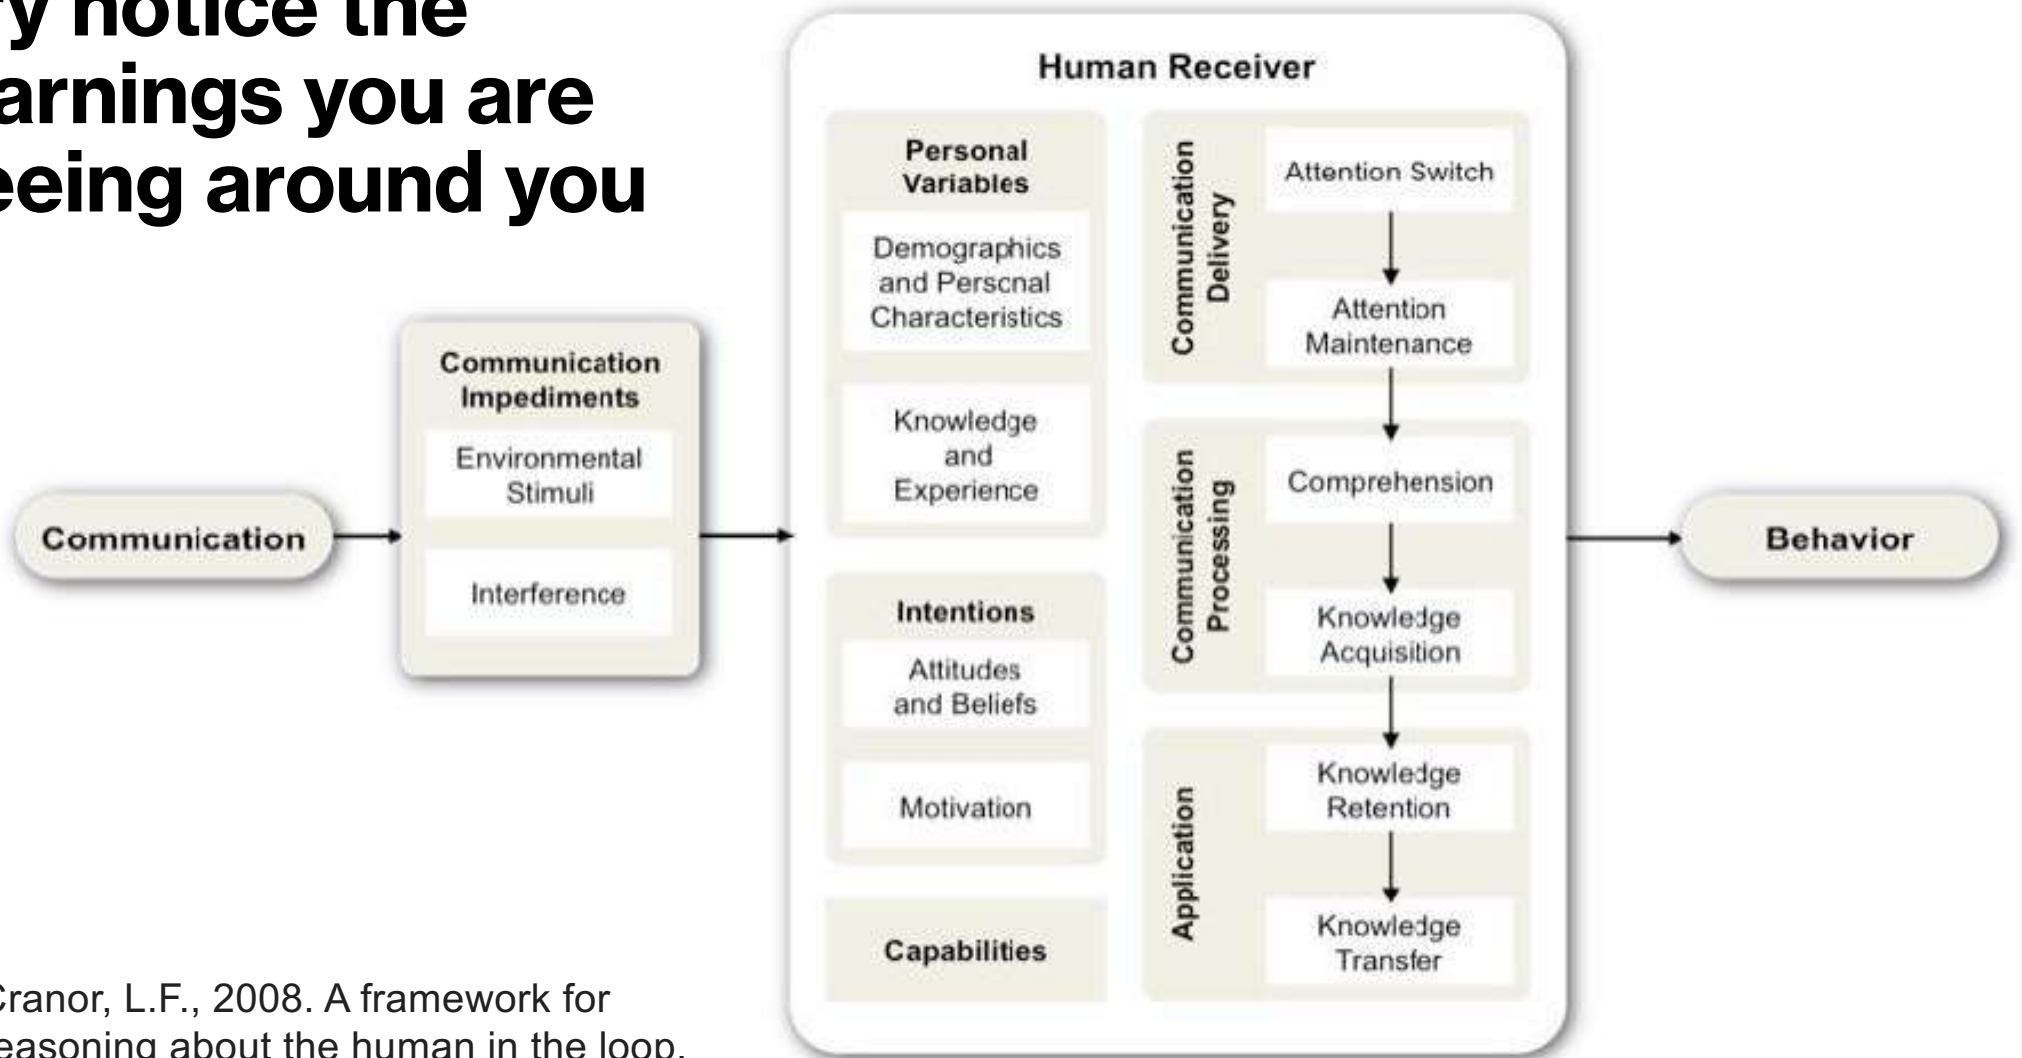 y notice the
arnings you are
eeing around you
Human Receiver
Communication
Communication
Impediments
Environmental
Stimuli
Interference
Personal
Variables
Demographics
and Personal
Characteristics
Knowledge
and
Experience
Intentions
Attitudes
and Beliefs
Motivation
Capabilities
Communication
Delivery
Attention Switch
Attention
Maintenance
Communication
Processing
Comprehension
Knowledge
Acquisition
Application
Knowledge
Retention
Knowledge
Transfer
Behavior
Cranor, L.F., 2008. A framework for
easoning about the human in the loop.